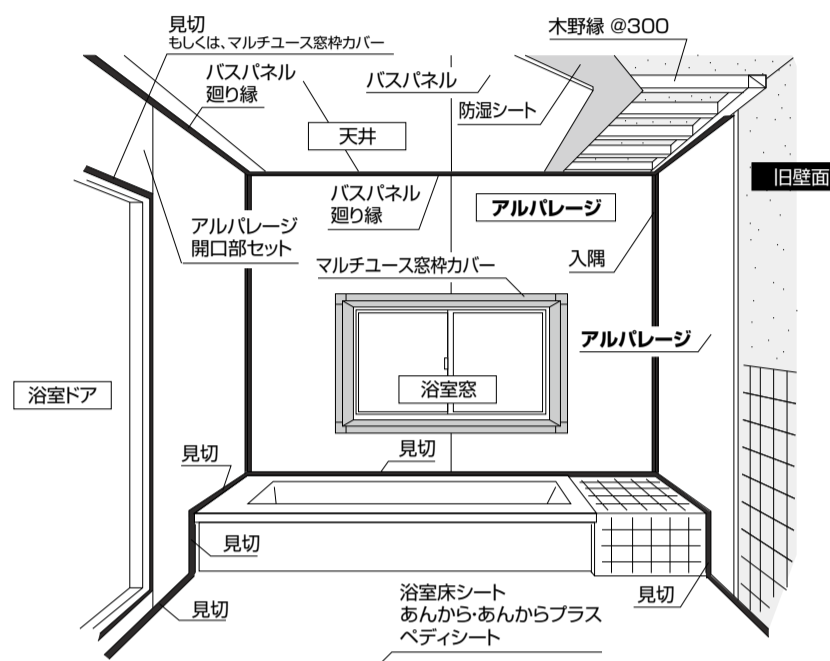 見切
もしくは、マルチユース窓枠カバー
木野縁 @300
バスパネル
廻り縁
バスパネル
防湿シート
天井
旧壁面
バスパネル
廻り縁
アルパレージ
アルパレージ
開口部セット
入隅
マルチユース窓枠カバー
アルパレージ
浴室ドア
浴室窓
見切
見切
見切
見切
見切
浴室床シート
あんから・あんからプラス
ペディシート
見切